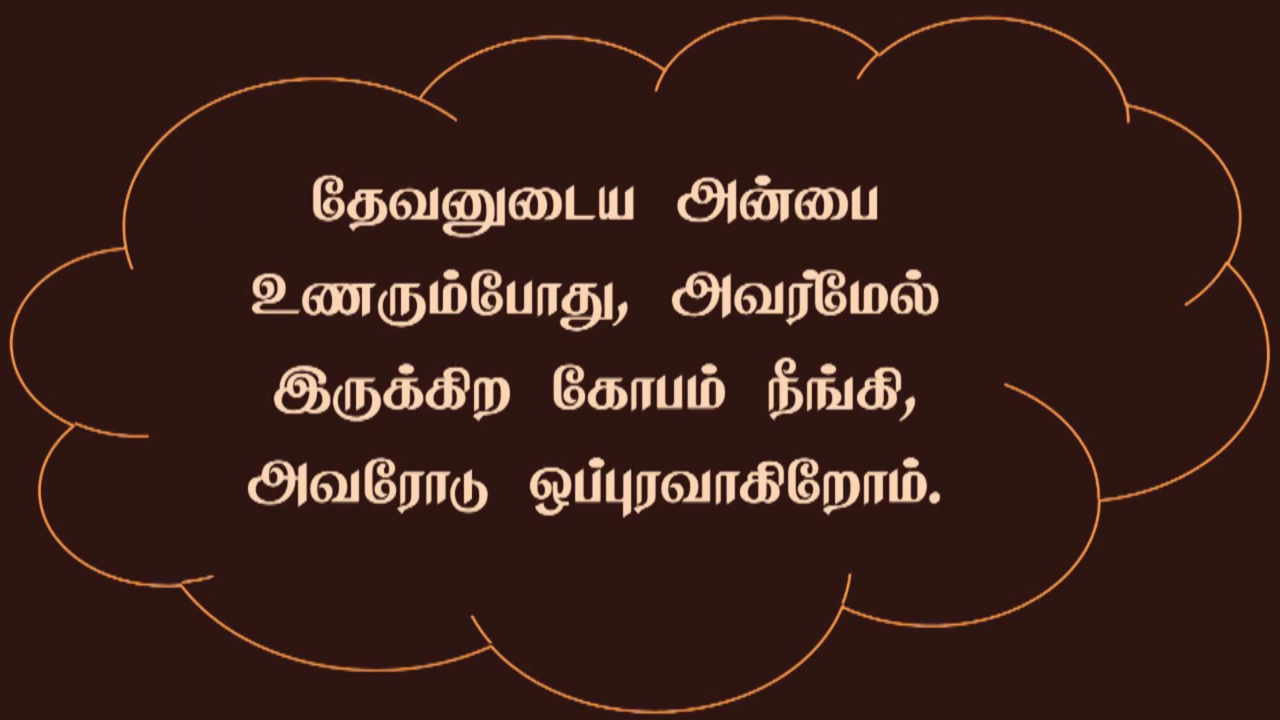 தேவனுடைய அன்பை
உணரும்போது, அவர்மேல்
இருக்கிற கோபம் நீங்கி,
அவரோடு ஒப்புரவாகிறோம்.